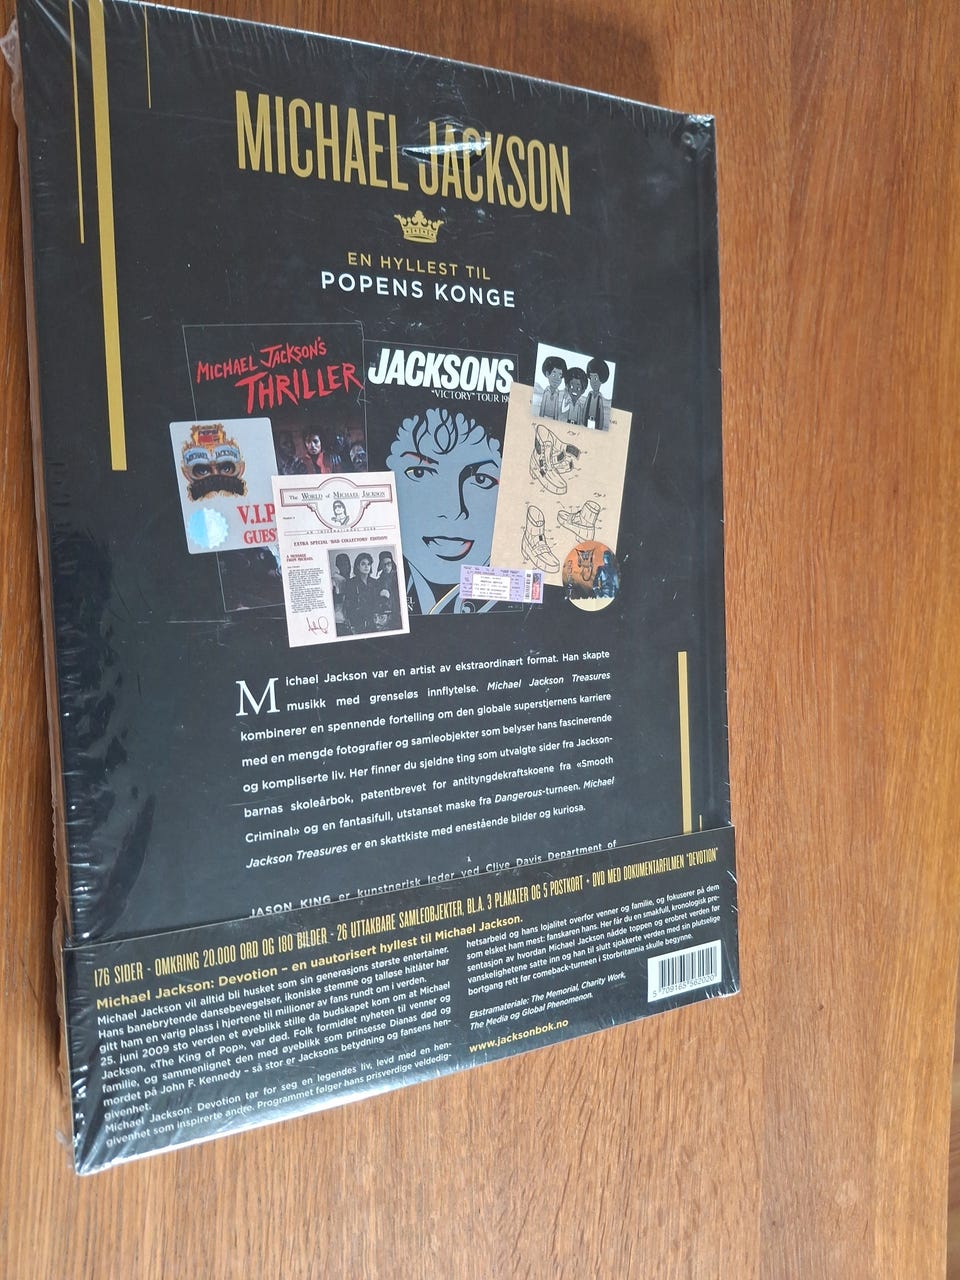 MICHAEL JACKSON
EN HYLLEST TIL
POPENS KONGE
MICHAEL JACKSON'S
THRILLER
JACKSONS
"VICTORY" TOUR
MICHAEL JACKSON
V.I.P
GUEST
The WORLD of MICHAEL JACKSON
AN INTERNATIONAL CLUB
EXTRA SPECIAL 'BAD COLLECTORS' EDITION!
A MESSAGE
FROM MICHAEL
Michael Jackson var en artist av ekstraordinært format. Han skapte
musikk med grenseløs innflytelse. Michael Jackson Treasures
kombinerer en spennende fortelling om den globale superstjernens karriere
med en mengde fotografier og samleobjekter som belyser hans fascinerende
og kompliserte liv. Her finner du sjeldne ting som utvalgte sider fra Jackson-
barnas skoleårbok, patentbrevet for antityngdekraftskoene fra «Smooth
Criminal» og en fantasifull, utstanset maske fra Dangerous-turneen. Michael
Jackson Treasures er en skattkiste med enestående bilder og kuriosa.
JASON KING er kunstnerisk leder ved Clive Davis Department of
176 SIDER - OMKRING 20.000 ORD OG 180 BILDER - 26 UTTAKBARE SAMLEOBJEKTER, BL.A. 3 PLAKATER OG 5 POSTKORT - DVD MED DOKUMENTARFILMEN "DEVOTION"
Michael Jackson: Devotion – en uautorisert hyllest til Michael Jackson.
Michael Jackson vil alltid bli husket som sin generasjons største entertainer.
Hans banebrytende dansebevegelser, ikoniske stemme og talløse hitlåter har
gitt ham en varig plass i hjertene til millioner av fans rundt om i verden.
25. juni 2009 sto verden et øyeblikk stille da budskapet kom om at Michael
Jackson, «The King of Pop», var død. Folk formidlet nyheten til venner og
familie, og sammenlignet den med øyeblikk som prinsesse Dianas død og
mordet på John F. Kennedy – så stor er Jacksons betydning og fansens hen-
givenhet.
Michael Jackson: Devotion tar for seg en legendes liv, levd med en hen-
givenhet som inspirerte andre. Programmet følger hans prisverdige veldedig-
hetsarbeid og hans lojalitet overfor venner og familie, og fokuserer på dem
som elsket ham mest: fanskaren hans. Her får du en smakfull, kronologisk pre-
sentasjon av hvordan Michael Jackson nådde toppen og erobret verden før
vanskelighetene satte inn og han til slutt sjokkerte verden med sin plutselige
bortgang rett før comeback-turneen i Storbritannia skulle begynne.
Ekstramateriale: The Memorial, Charity Work,
The Media og Global Phenomenon.
www.jacksonbok.no
5 709165 562020